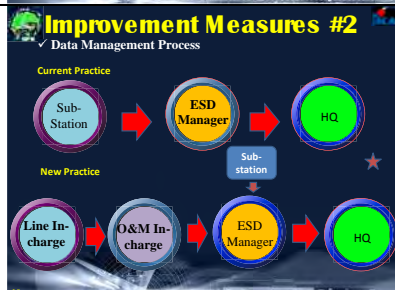 Improvement Measures #2
✓ Data Management Process
Current Practice
Sub-
Station
ESD
Manager
HQ
New Practice
Sub-
station
Line In-
charge
O&M In-
charge
ESD
Manager
HQ